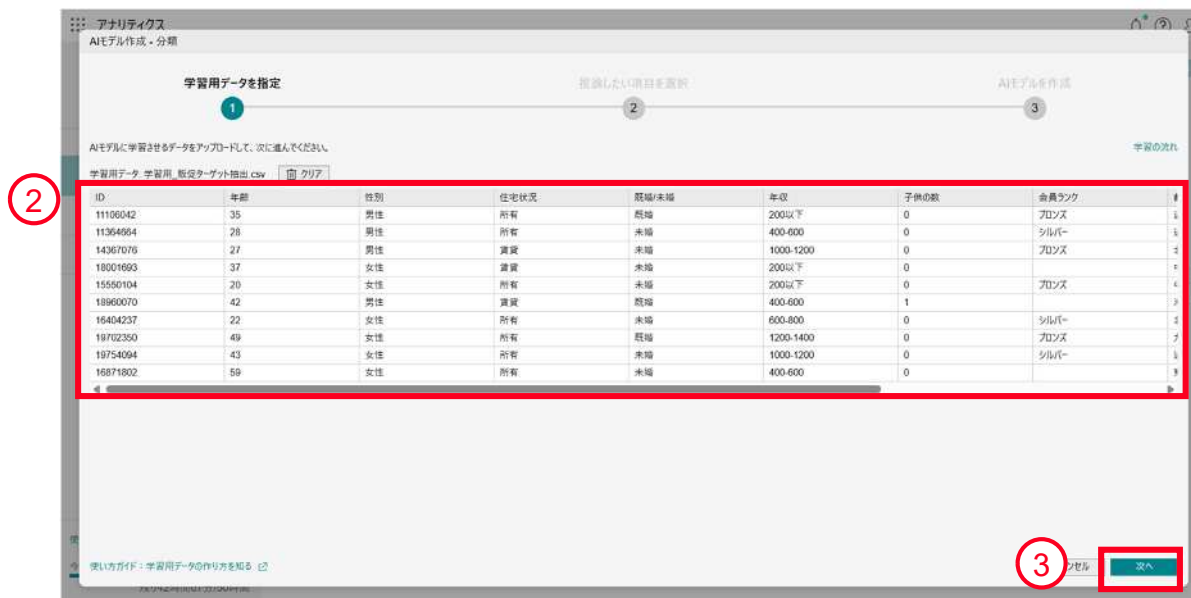 アナリティクス
AIモデル作成 - 分類
学習用データを指定 推論したい項目を選択 AIモデルを作成
1 2 3
AIモデルに学習させるデータをアップロードして、次に進んでください。
学習の流れ
学習用データ: 学習用_販促ターゲット抽出.csv クリア
②
ID 年齢 性別 住宅状況 既婚/未婚 年収 子供の数 会員ランク
11106042 35 男性 所有 既婚 200以下 0 ブロンズ
11364664 28 男性 所有 未婚 400-600 0 シルバー
14367076 27 男性 賃貸 未婚 1000-1200 0 ブロンズ
18001693 37 女性 賃貸 未婚 200以下 0
15550104 20 女性 所有 未婚 200以下 0 ブロンズ
18960070 42 男性 賃貸 既婚 400-600 1
16404237 22 女性 所有 未婚 600-800 0 シルバー
19702350 49 女性 所有 既婚 1200-1400 0 ブロンズ
19754094 43 女性 所有 未婚 1000-1200 0 シルバー
16871802 59 女性 所有 未婚 400-600 0
使い方ガイド：学習用データの作り方を知る
③
ンセル 次へ